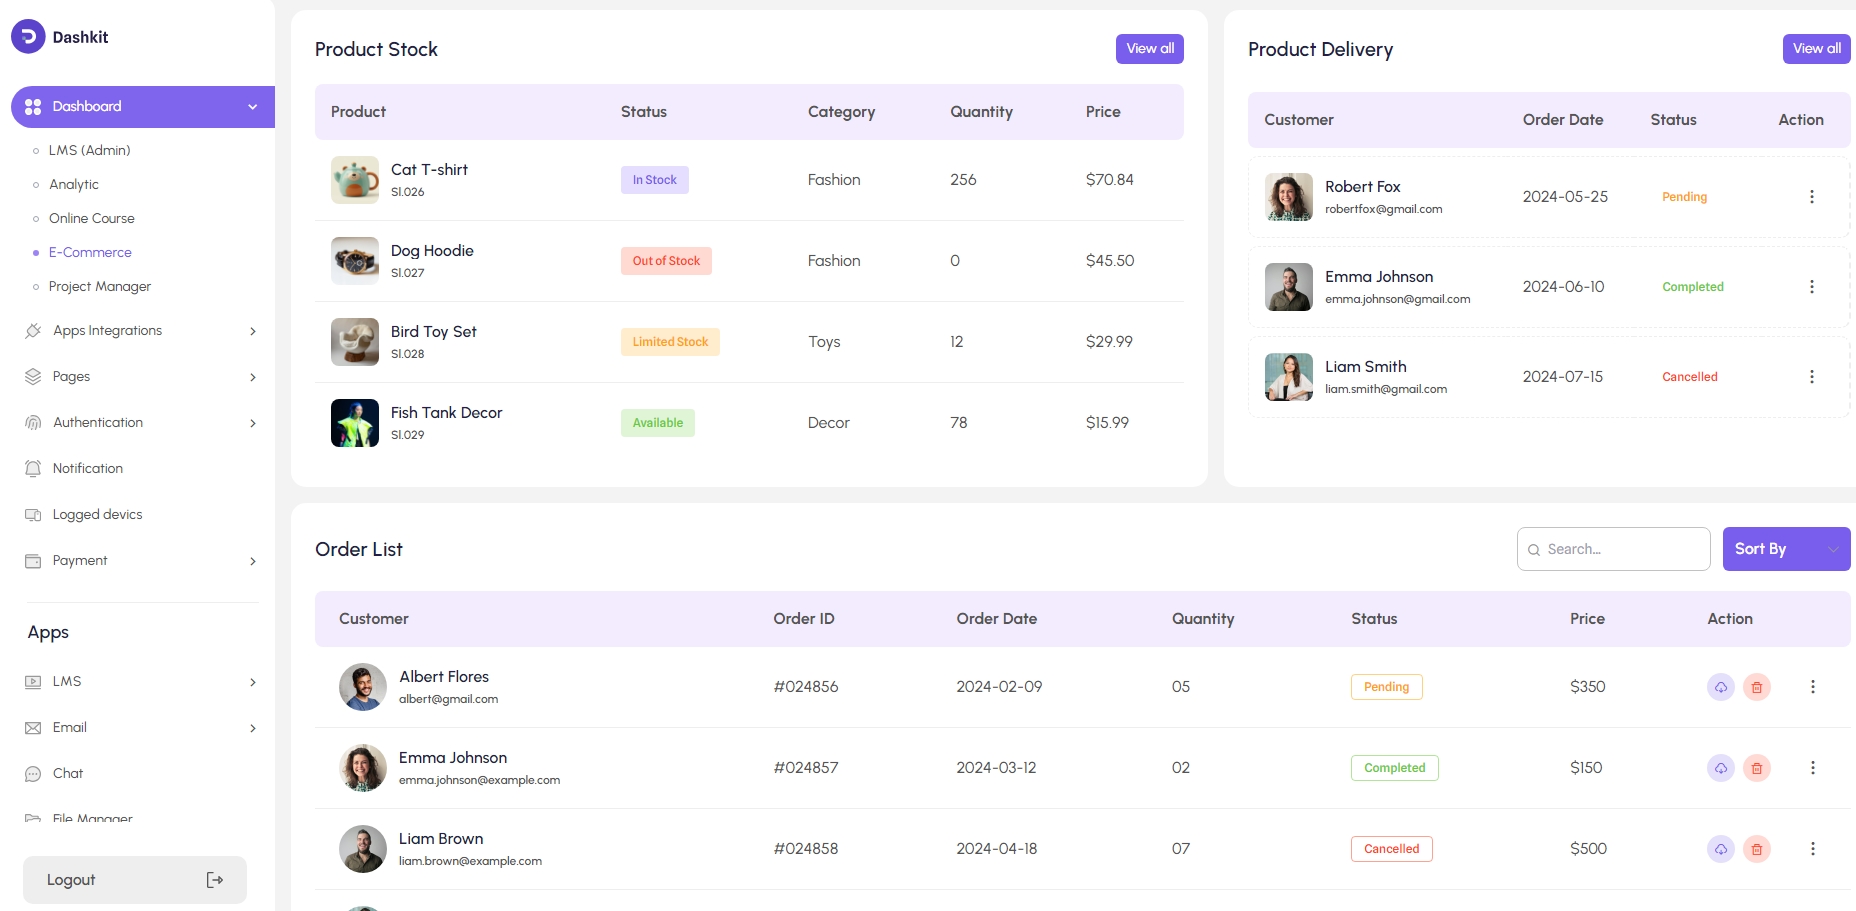 Dashkit
Dashboard
LMS (Admin)
Analytic
Online Course
E-Commerce
Project Manager
Apps Integrations
Pages
Authentication
Notification
Logged devics
Payment
Apps
LMS
Email
Chat
File Manager
Logout
Product Stock
View all
Product Status Category Quantity Price
Cat T-shirt
Sl.026
In Stock Fashion 256 $70.84
Dog Hoodie
Sl.027
Out of Stock Fashion 0 $45.50
Bird Toy Set
Sl.028
Limited Stock Toys 12 $29.99
Fish Tank Decor
Sl.029
Available Decor 78 $15.99
Product Delivery
View all
Customer Order Date Status Action
Robert Fox
robertfox@gmail.com
2024-05-25 Pending
Emma Johnson
emma.johnson@gmail.com
2024-06-10 Completed
Liam Smith
liam.smith@gmail.com
2024-07-15 Cancelled
Order List
Search...
Sort By
Customer Order ID Order Date Quantity Status Price Action
Albert Flores
albert@gmail.com
#024856 2024-02-09 05 Pending $350
Emma Johnson
emma.johnson@example.com
#024857 2024-03-12 02 Completed $150
Liam Brown
liam.brown@example.com
#024858 2024-04-18 07 Cancelled $500